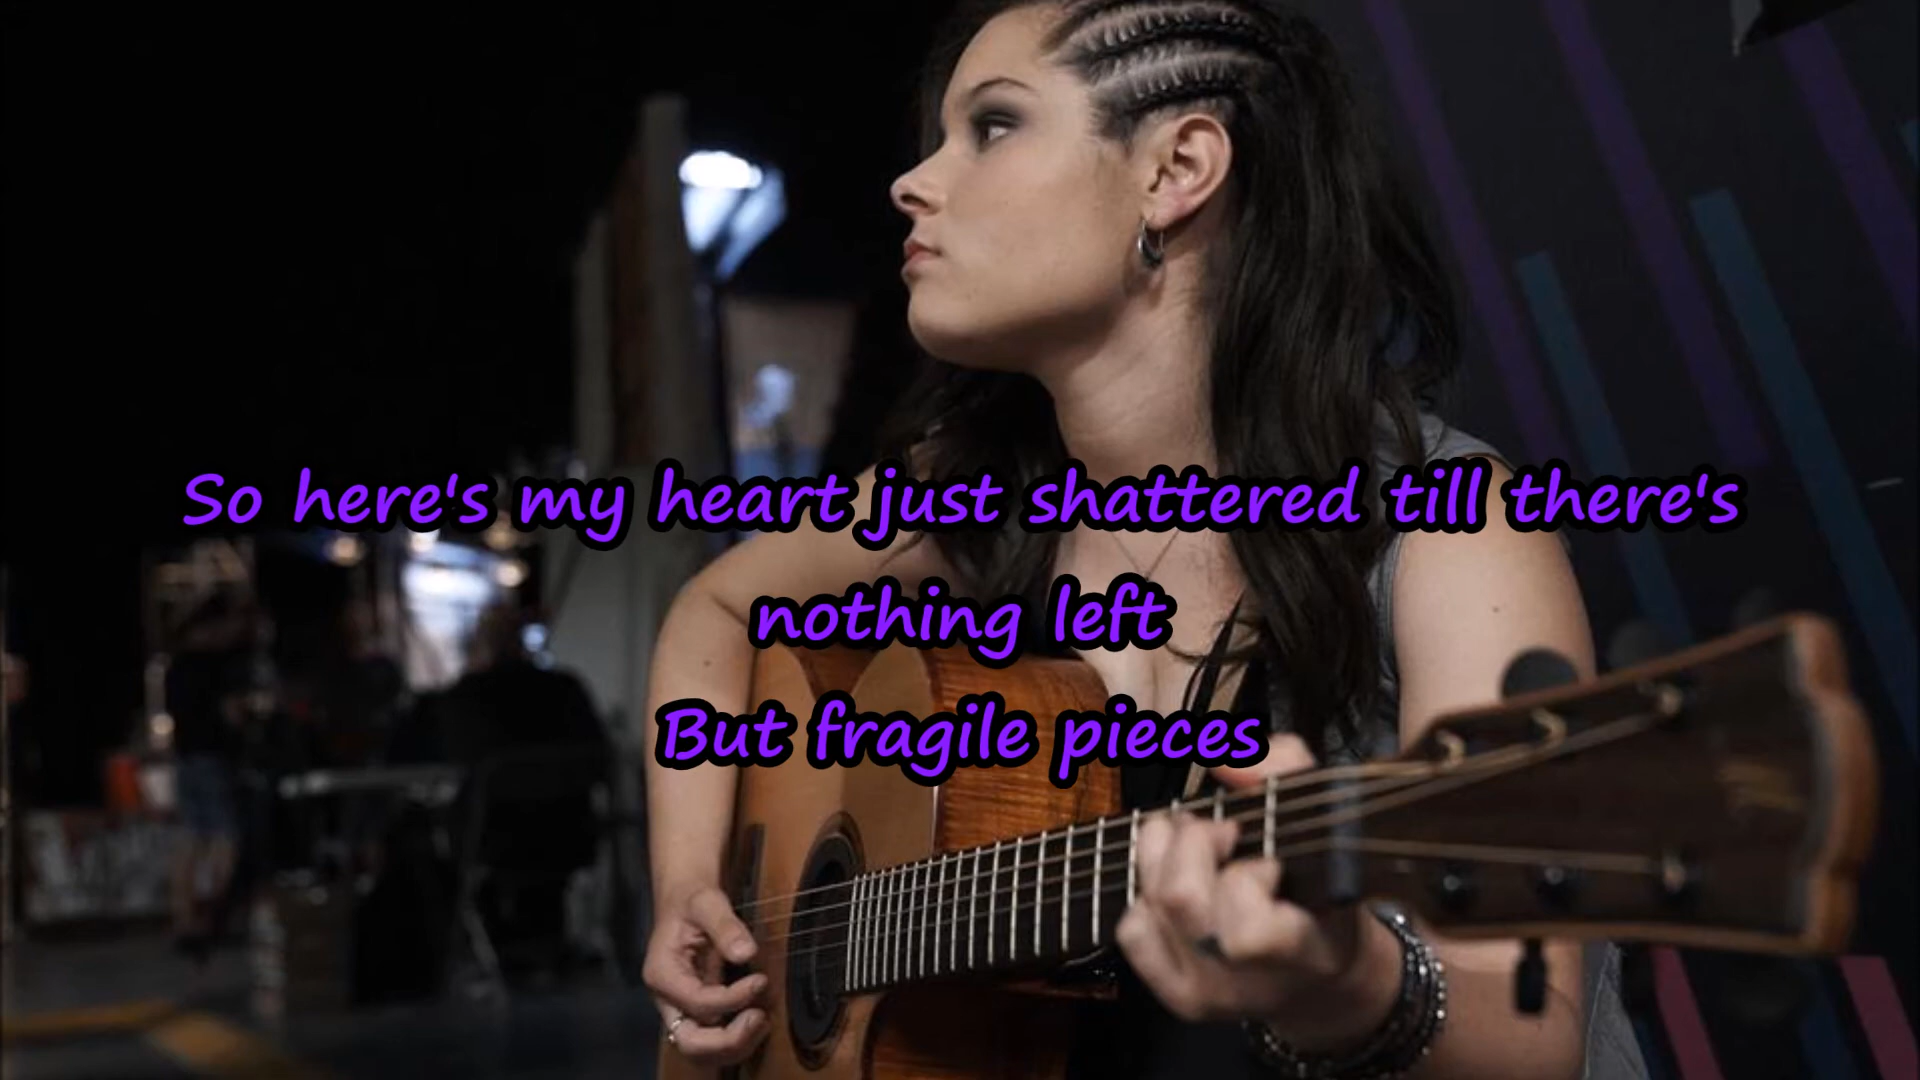 So here's my heart just shattered till there's
nothing left
But fragile pieces